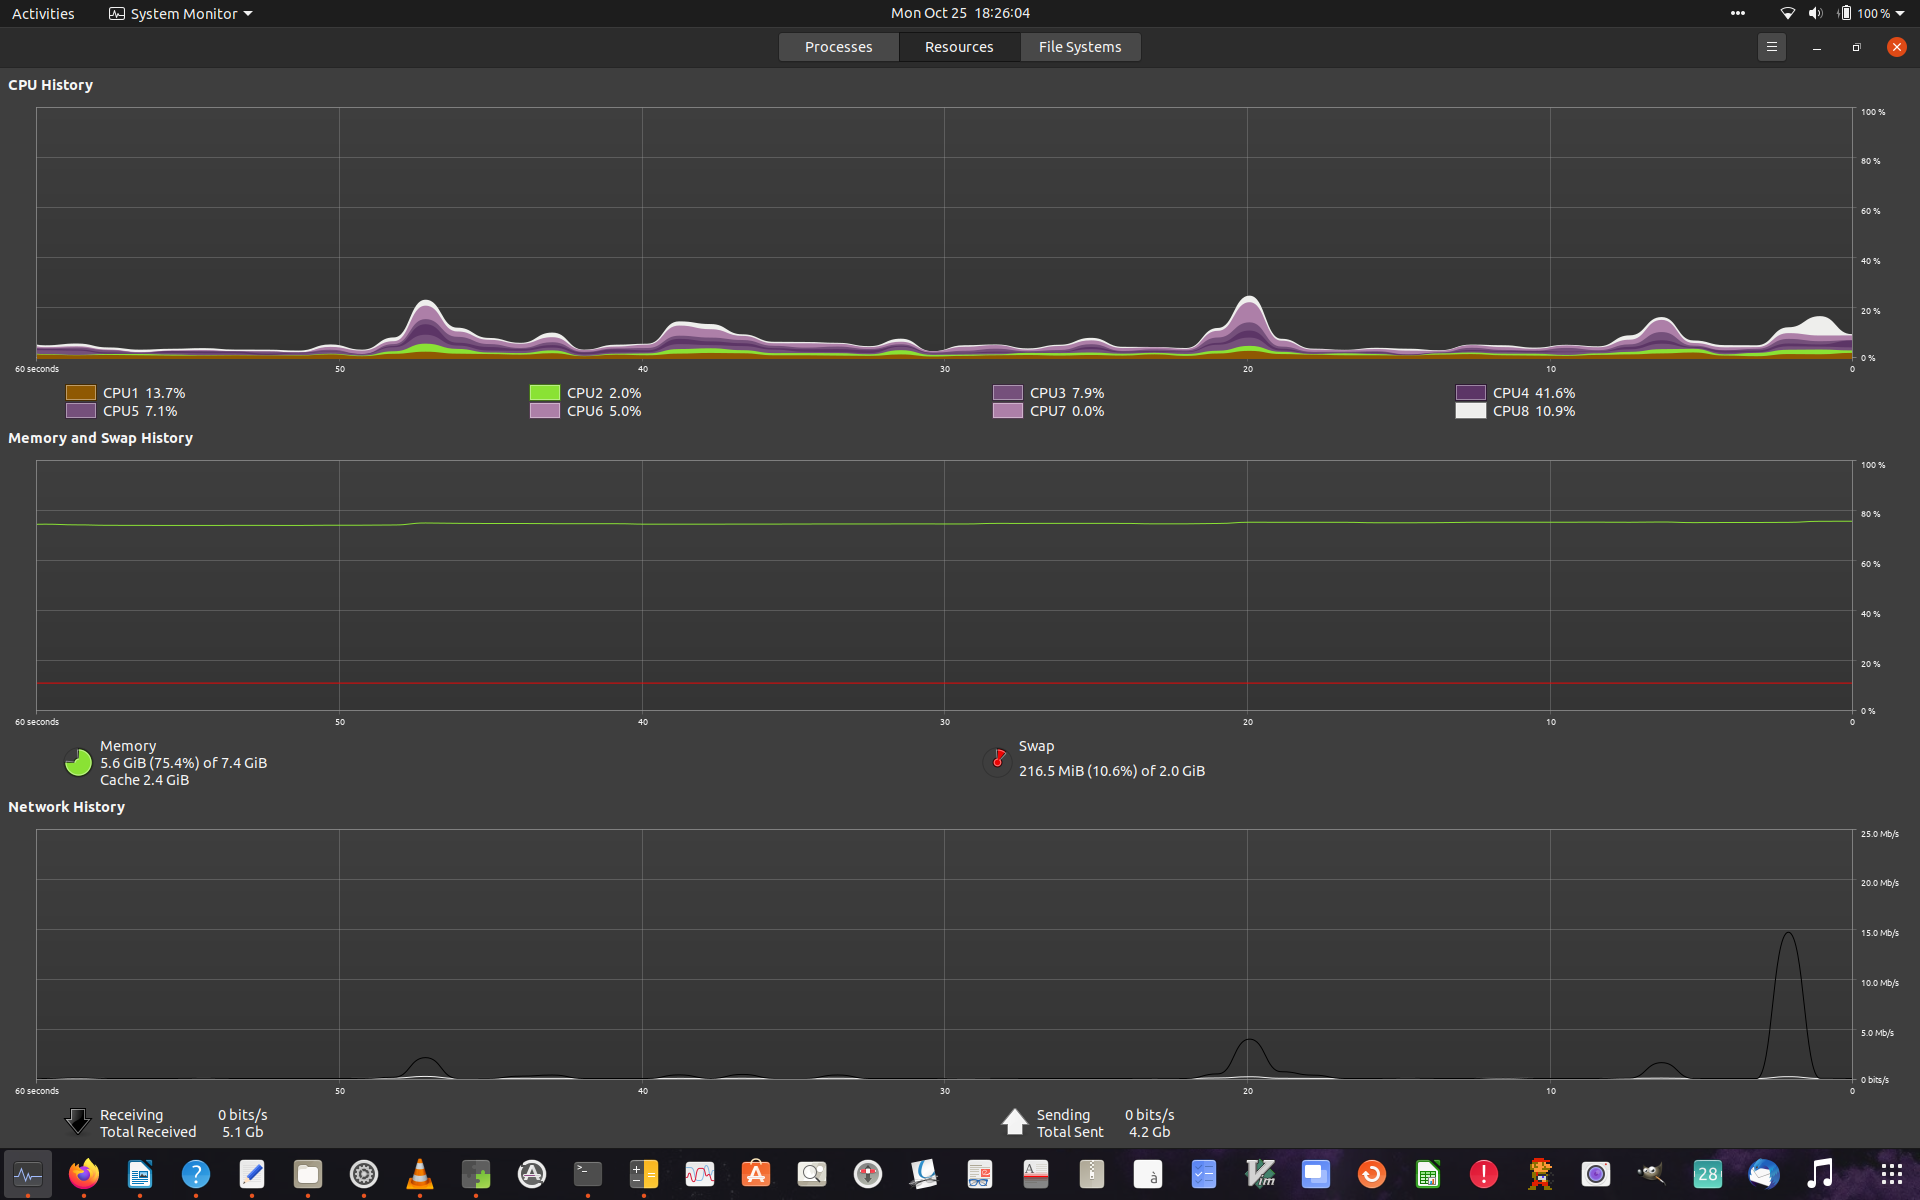 Activities System Monitor Mon Oct 25 18:26:04 100 %
Processes Resources File Systems
CPU History
100 %
80 %
60 %
40 %
20 %
0 %
60 seconds 50 40 30 20 10 0
CPU1 13.7% CPU2 2.0% CPU3 7.9% CPU4 41.6%
CPU5 7.1% CPU6 5.0% CPU7 0.0% CPU8 10.9%
Memory and Swap History
100 %
80 %
60 %
40 %
20 %
0 %
60 seconds 50 40 30 20 10 0
Memory
5.6 GiB (75.4%) of 7.4 GiB
Cache 2.4 GiB
Swap
216.5 MiB (10.6%) of 2.0 GiB
Network History
25.0 Mb/s
20.0 Mb/s
15.0 Mb/s
10.0 Mb/s
5.0 Mb/s
0 bits/s
60 seconds 50 40 30 20 10 0
Receiving 0 bits/s Sending 0 bits/s
Total Received 5.1 Gb Total Sent 4.2 Gb
? >_ A à Vim ! 28